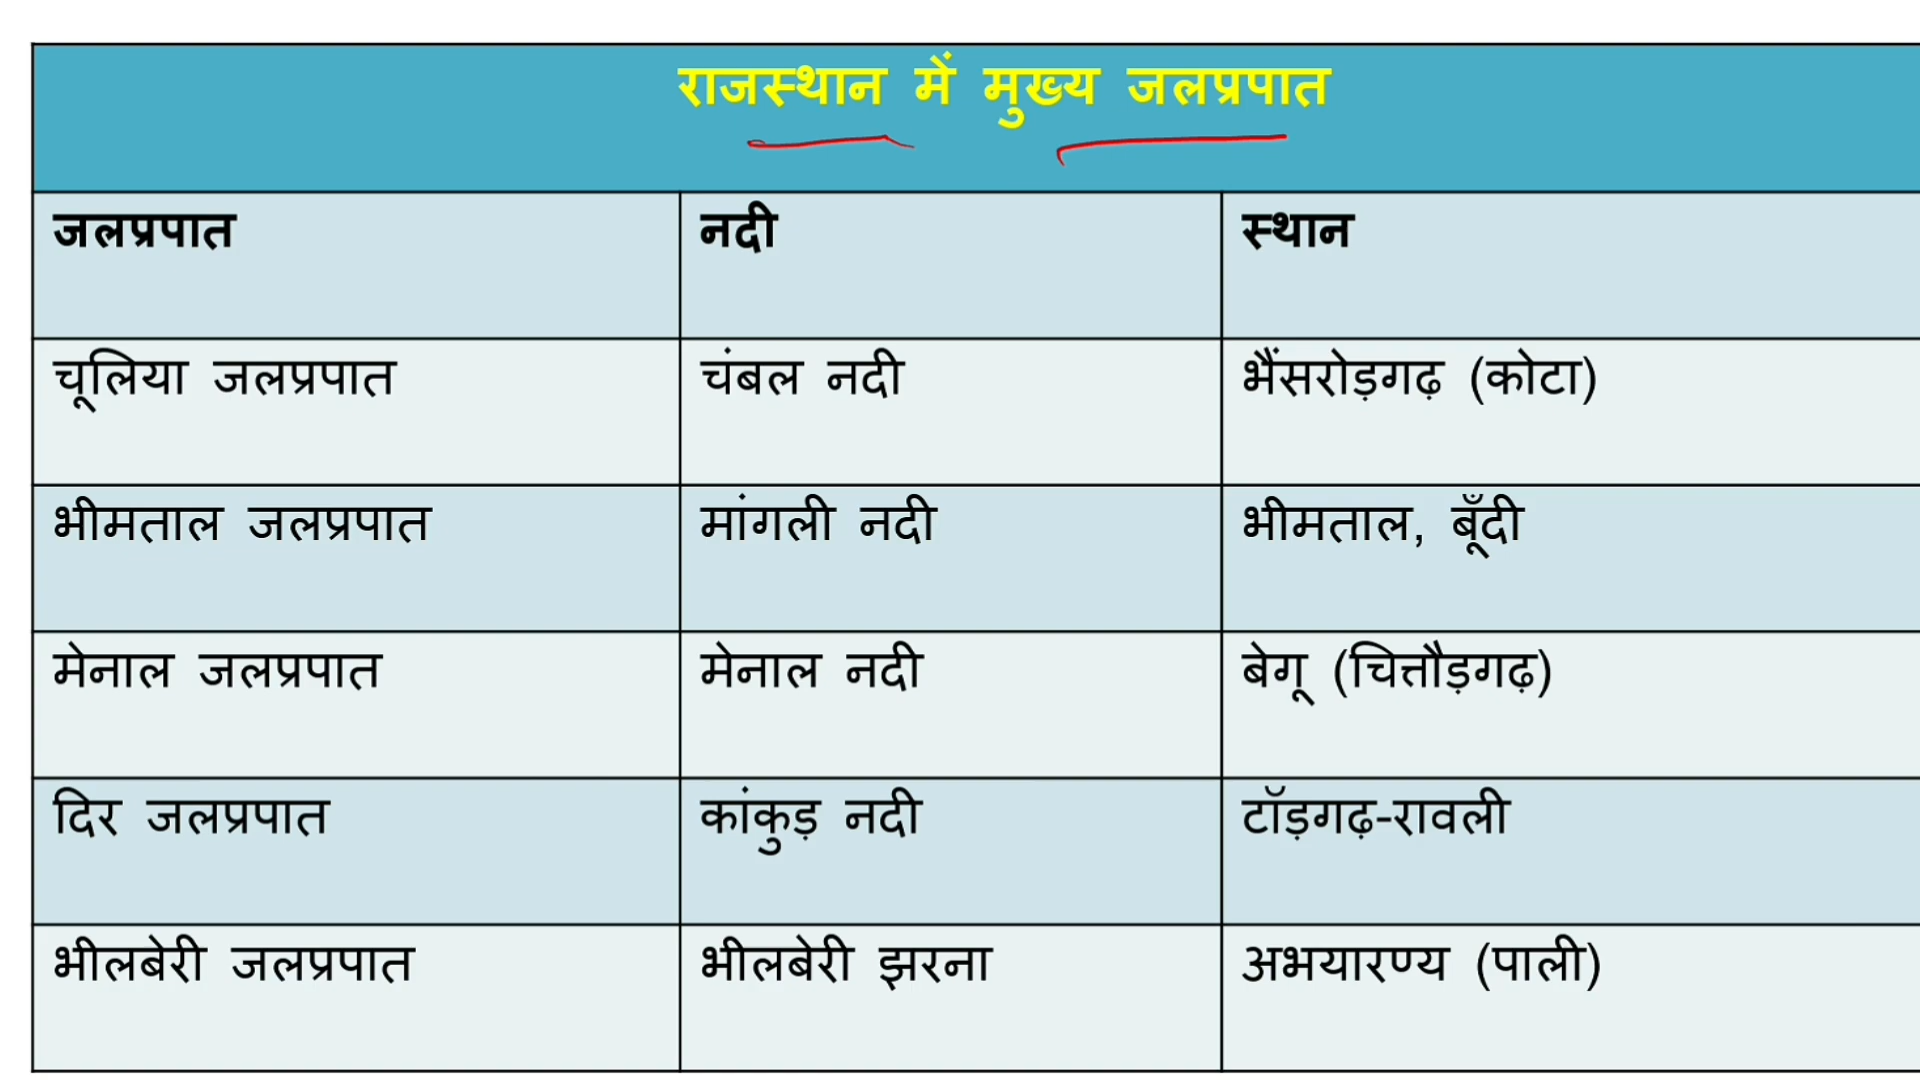 राजस्थान में मुख्य जलप्रपात
जलप्रपात नदी स्थान
चूलिया जलप्रपात चंबल नदी भैंसरोड़गढ़ (कोटा)
भीमताल जलप्रपात मांगली नदी भीमताल, बूँदी
मेनाल जलप्रपात मेनाल नदी बेगू (चित्तौड़गढ़)
दिर जलप्रपात कांकुड़ नदी टॉड़गढ़-रावली
भीलबेरी जलप्रपात भीलबेरी झरना अभयारण्य (पाली)